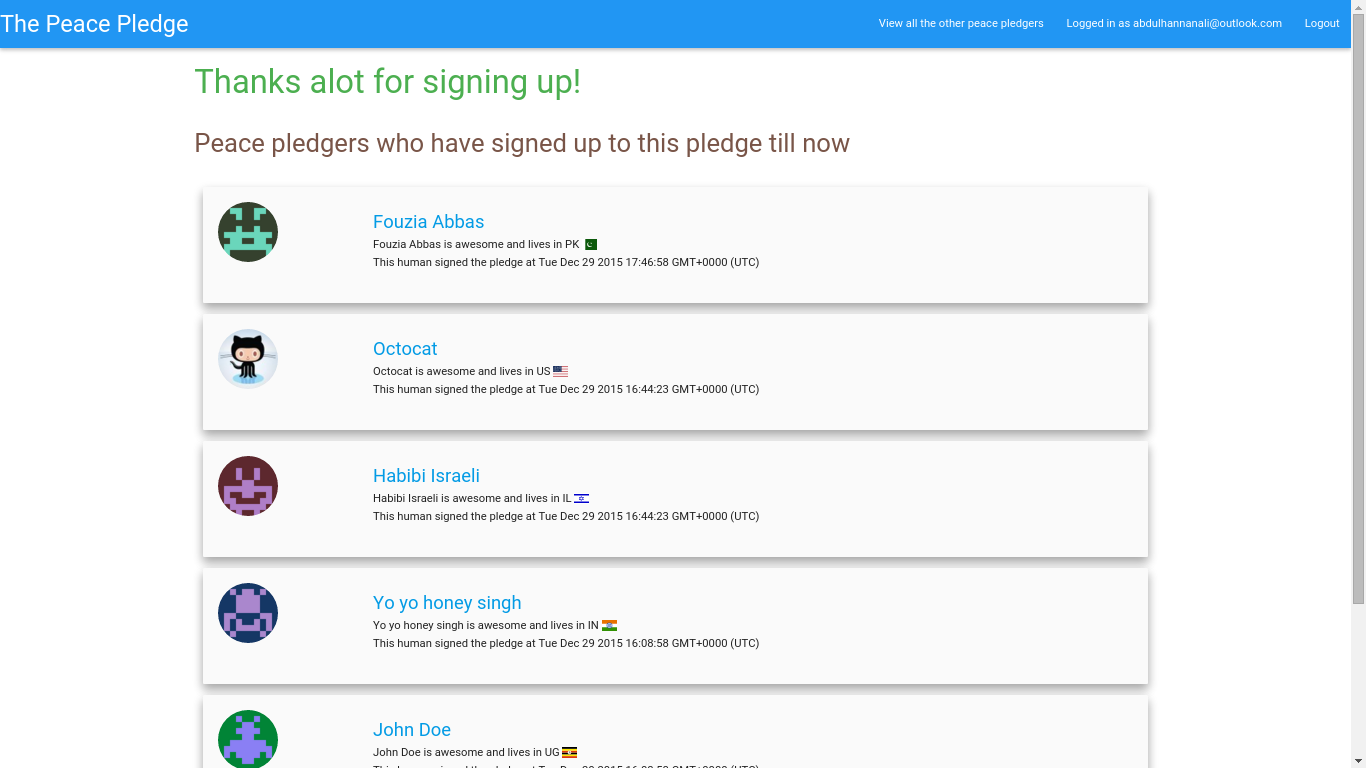 The Peace Pledge
View all the other peace pledgers Logged in as abdulhannanali@outlook.com Logout
Thanks alot for signing up!
Peace pledgers who have signed up to this pledge till now
Fouzia Abbas
Fouzia Abbas is awesome and lives in PK
This human signed the pledge at Tue Dec 29 2015 17:46:58 GMT+0000 (UTC)
Octocat
Octocat is awesome and lives in US
This human signed the pledge at Tue Dec 29 2015 16:44:23 GMT+0000 (UTC)
Habibi Israeli
Habibi Israeli is awesome and lives in IL
This human signed the pledge at Tue Dec 29 2015 16:44:23 GMT+0000 (UTC)
Yo yo honey singh
Yo yo honey singh is awesome and lives in IN
This human signed the pledge at Tue Dec 29 2015 16:08:58 GMT+0000 (UTC)
John Doe
John Doe is awesome and lives in UG